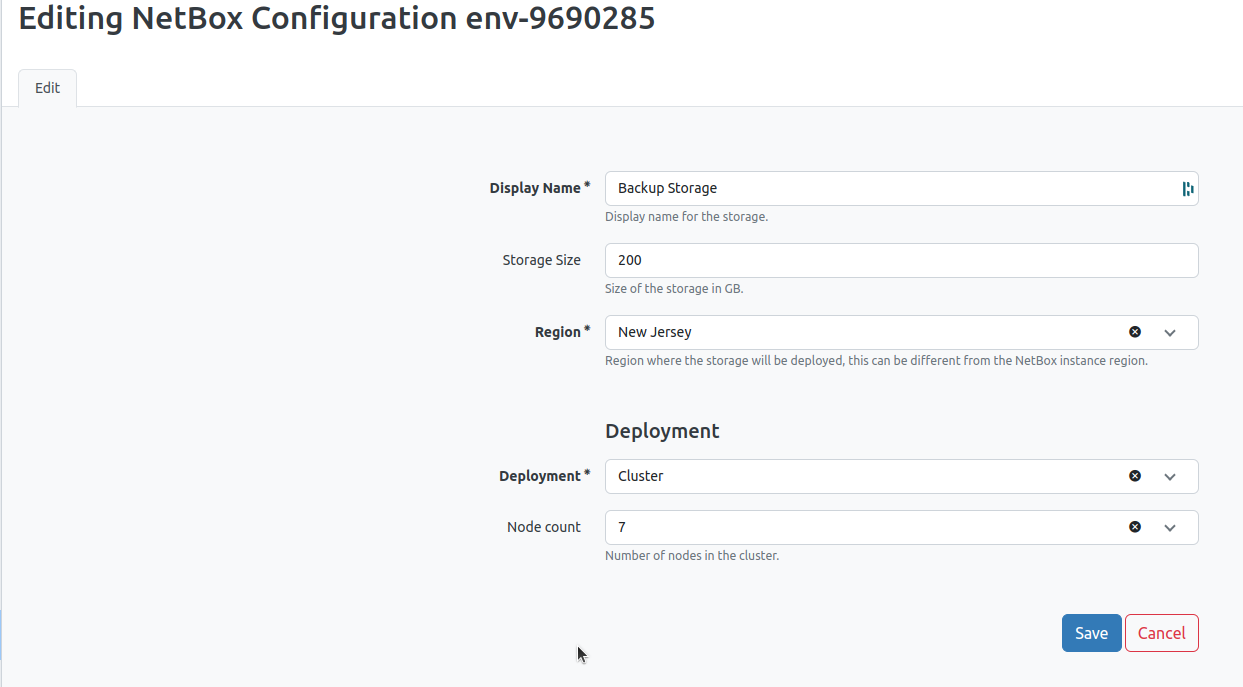 Editing NetBox Configuration env-9690285
Edit
Display Name *
Backup Storage
Display name for the storage.
Storage Size
200
Size of the storage in GB.
Region *
New Jersey
Region where the storage will be deployed, this can be different from the NetBox instance region.
Deployment
Deployment *
Cluster
Node count
7
Number of nodes in the cluster.
Save
Cancel